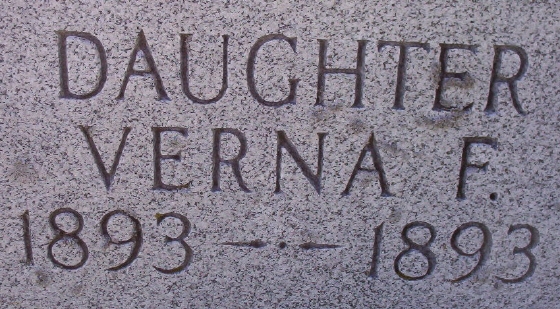 DAUGHTER
VERNA F.
1893 — 1893